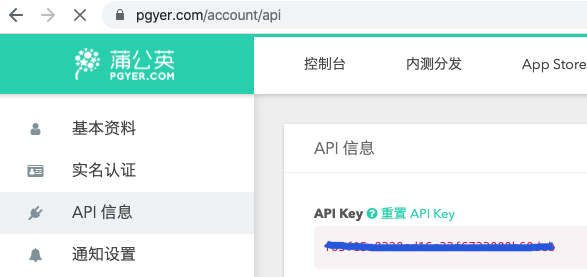 pgyer.com/account/api
蒲公英
PGYER.COM
控制台
内测分发
App Store
基本资料
实名认证
API 信息
通知设置
API 信息
API Key 重置 API Key